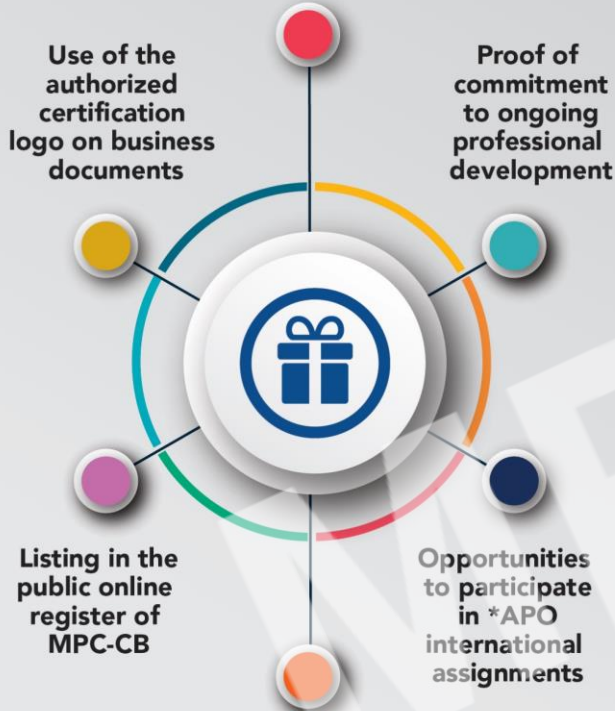 Use of the
authorized
certification
logo on business
documents
Proof of
commitment
to ongoing
professional
development
Listing in the
public online
register of
MPC-CB
Opportunities
to participate
in *APO
international
assignments